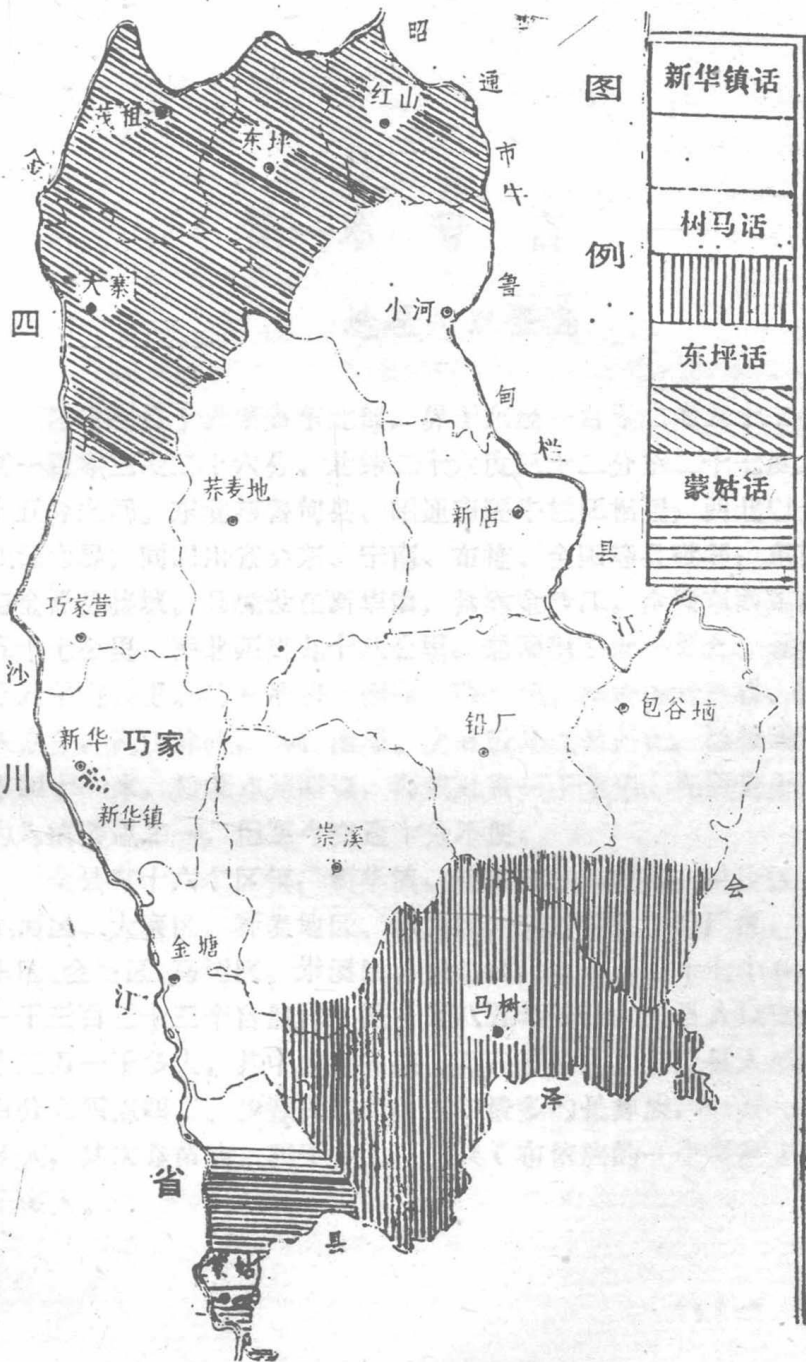 昭
通
市
牛
鲁
甸
栏
县
江
会
泽
县
四
川
省
金
沙
江
茂租
东坪
红山
大寨
小河
荞麦地
新店
巧家营
新华
巧家
新华镇
铅厂
包谷垴
崇溪
金塘
马树
蒙姑
图
例
新华镇话
树马话
东坪话
蒙姑话